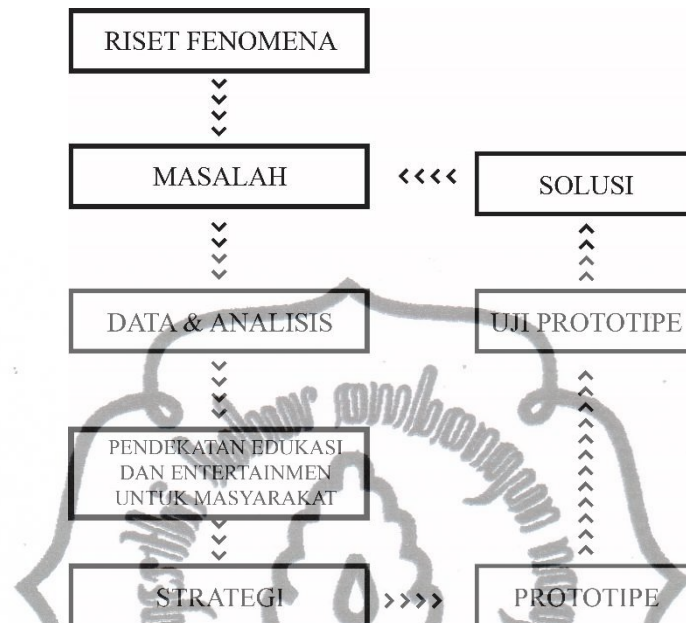 RISET FENOMENA
MASALAH
SOLUSI
DATA & ANALISIS
UJI PROTOTIPE
PENDEKATAN EDUKASI
DAN ENTERTAINMEN
UNTUK MASYARAKAT
STRATEGI
PROTOTIPE